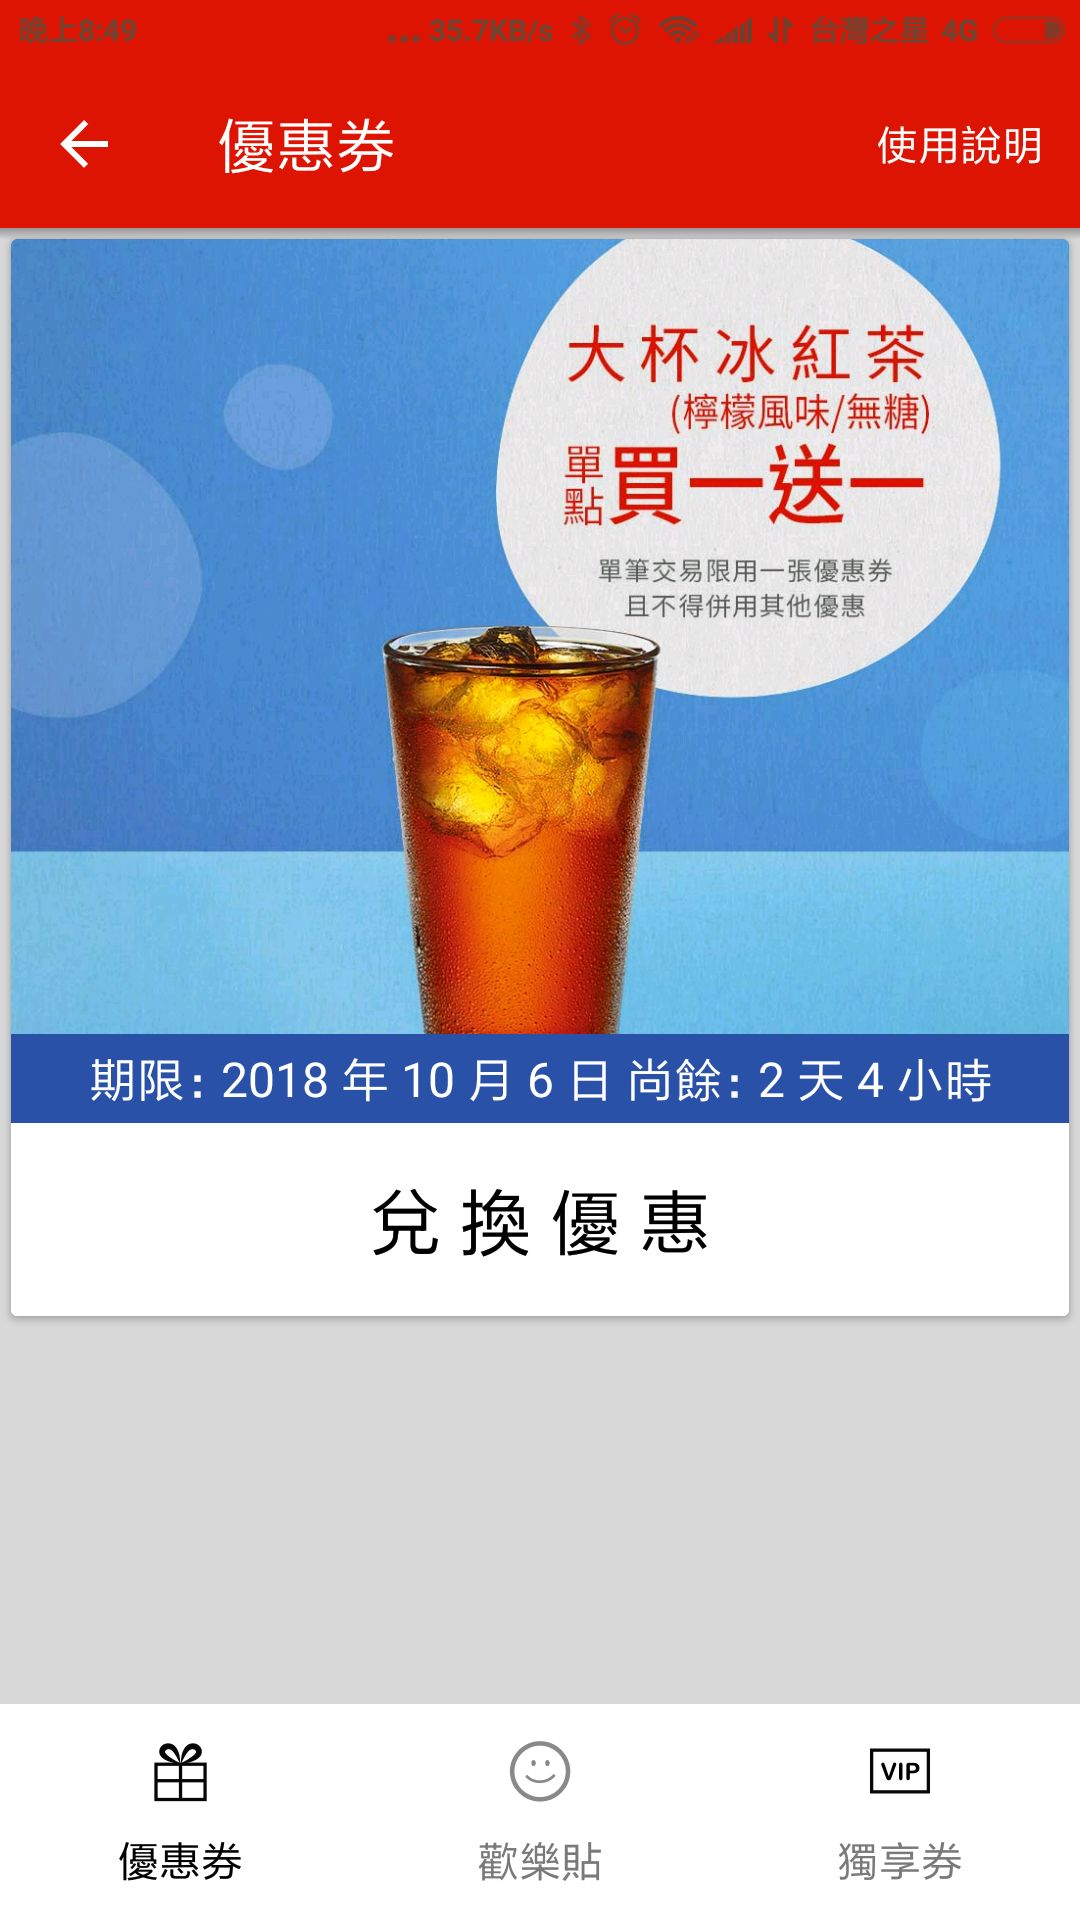 晚上8:49
... 35.7KB/s 台灣之星 4G
優惠券
使用說明
大杯冰紅茶
(檸檬風味/無糖)
單點買一送一
單筆交易限用一張優惠券
且不得併用其他優惠
期限: 2018 年 10 月 6 日 尚餘: 2 天 4 小時
兌換優惠
VIP
優惠券
歡樂貼
獨享券